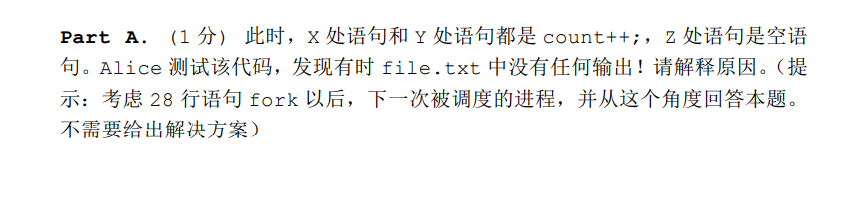 Part A. (1 分) 此时，X 处语句和 Y 处语句都是 count++;，Z 处语句是空语
句。Alice 测试该代码，发现有时 file.txt 中没有任何输出！请解释原因。（提
示：考虑 28 行语句 fork 以后，下一次被调度的进程，并从这个角度回答本题。
不需要给出解决方案）